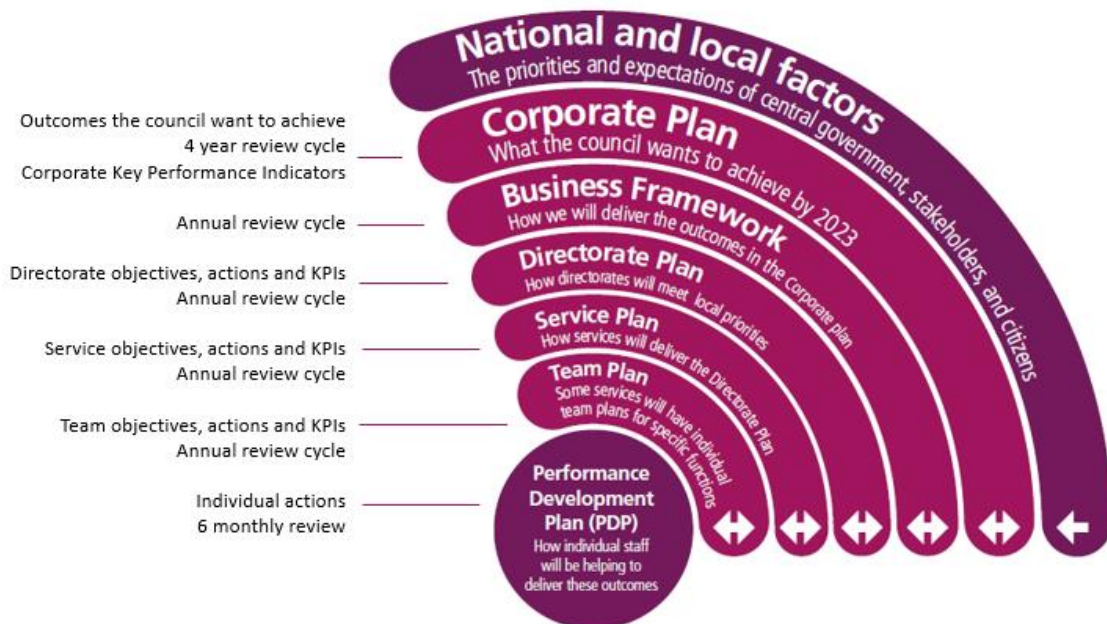 National and local factors
The priorities and expectations of central government, stakeholders, and citizens
Outcomes the council want to achieve
4 year review cycle
Corporate Key Performance Indicators
Corporate Plan
What the council wants to achieve by 2023
Annual review cycle
Business Framework
How we will deliver the outcomes in the Corporate plan
Directorate objectives, actions and KPIs
Annual review cycle
Directorate Plan
How directorates will meet local priorities
Service objectives, actions and KPIs
Annual review cycle
Service Plan
How services will deliver the Directorate Plan
Team objectives, actions and KPIs
Annual review cycle
Team Plan
Some services will have individual
team plans for specific functions
Individual actions
6 monthly review
Performance
Development
Plan (PDP)
How individual staff
will be helping to
deliver these outcomes